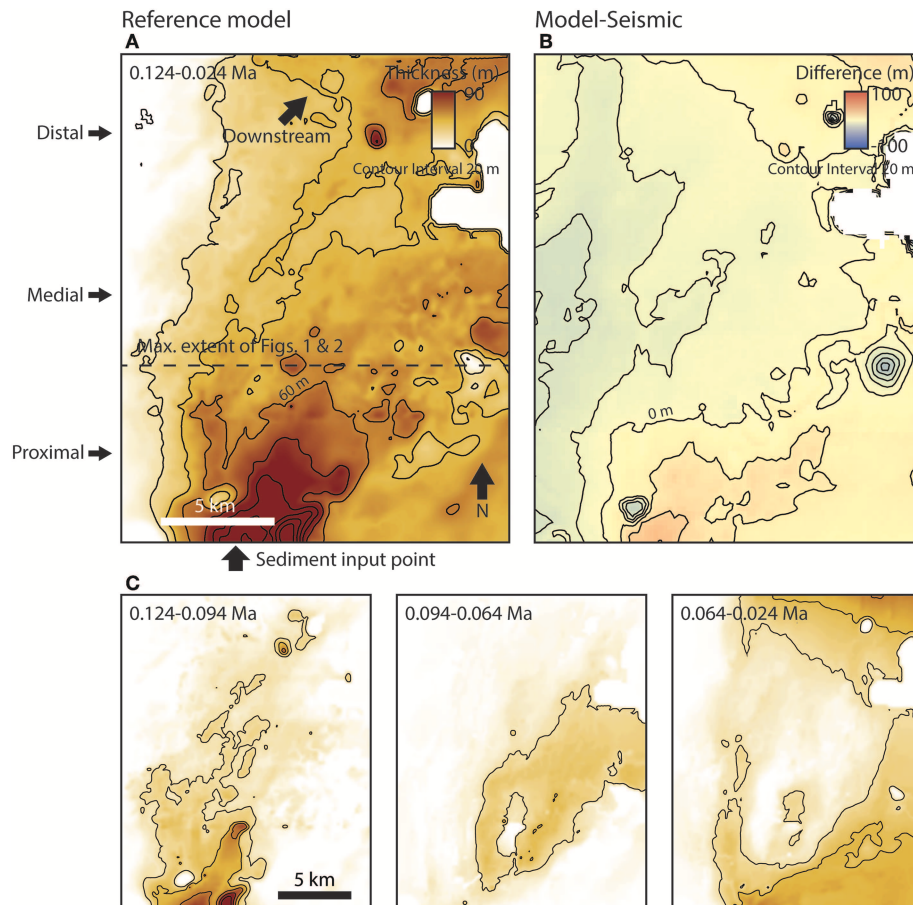 Reference model
Model-Seismic
A
B
0.124-0.024 Ma
Thickness (m)
90
Downstream
Contour Interval 20 m
Difference (m)
100
-100
Contour Interval 20 m
Distal
Medial
Max. extent of Figs. 1 & 2
60 m
0 m
Proximal
5 km
N
Sediment input point
C
0.124-0.094 Ma
0.094-0.064 Ma
0.064-0.024 Ma
5 km